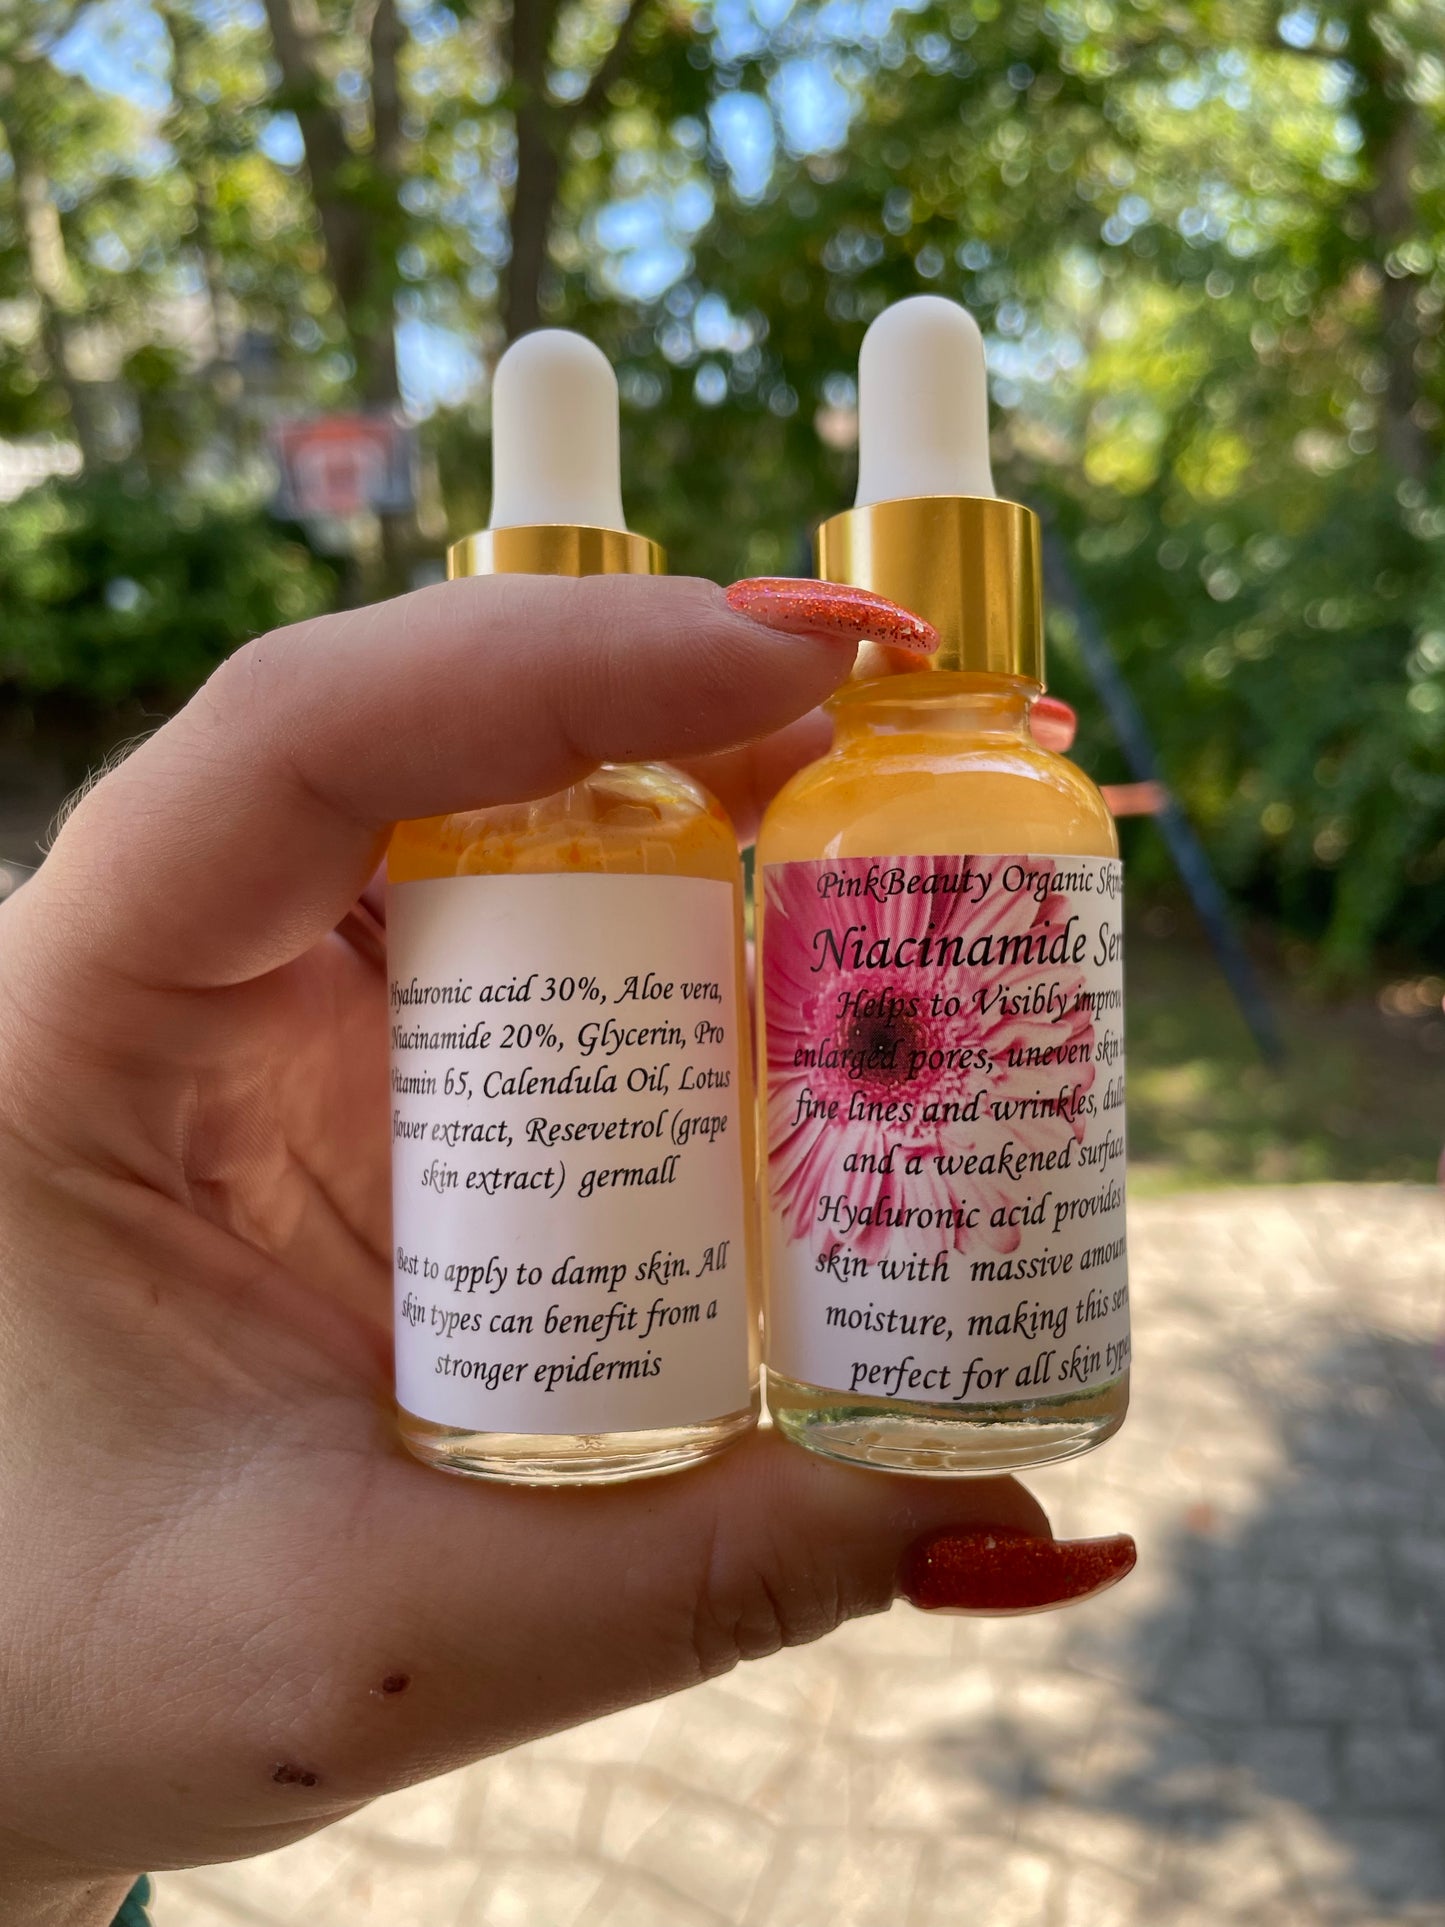 Hyaluronic acid 30%, Aloe vera,
Niacinamide 20%, Glycerin, Pro
Vitamin b5, Calendula Oil, Lotus
flower extract, Resevetrol (grape
skin extract) germall
Best to apply to damp skin. All
skin types can benefit from a
stronger epidermis
PinkBeauty Organic
Niacinamide
Helps to Visibly improve
enlarged pores, uneven skin
fine lines and wrinkles,
and a weakened surface
Hyaluronic acid provides
skin with massive
moisture, making this
perfect for all skin